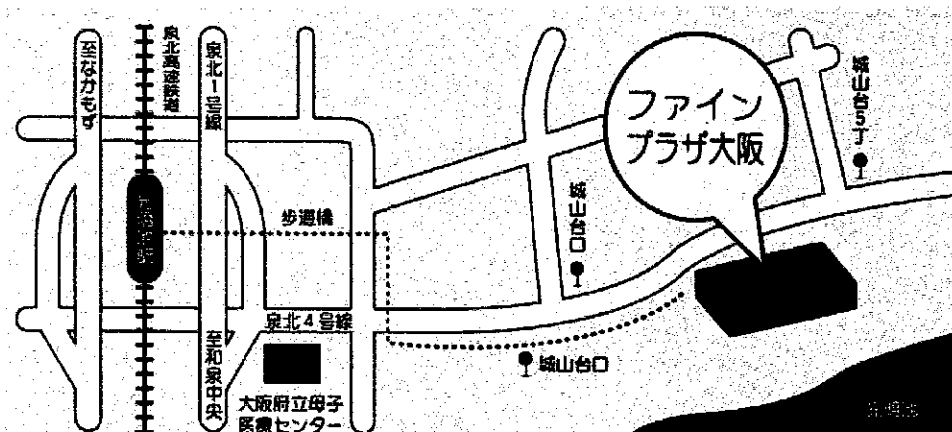 至なかもず
泉北高速鉄道
泉北1号線
ファイン
プラザ大阪
城山台5丁
城山台口
歩道橋
泉北4号線
至和泉中央
城山台口
大阪府立母子
医療センター